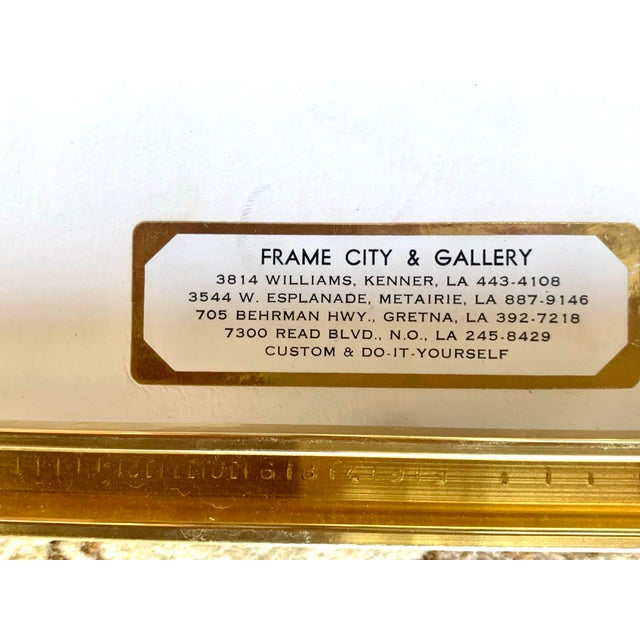 FRAME CITY & GALLERY
3814 WILLIAMS, KENNER, LA 443-4108
3544 W. ESPLANADE, METAIRIE, LA 887-9146
705 BEHRMAN HWY., GRETNA, LA 392-7218
7300 READ BLVD., N.O., LA 245-8429
CUSTOM & DO-IT-YOURSELF